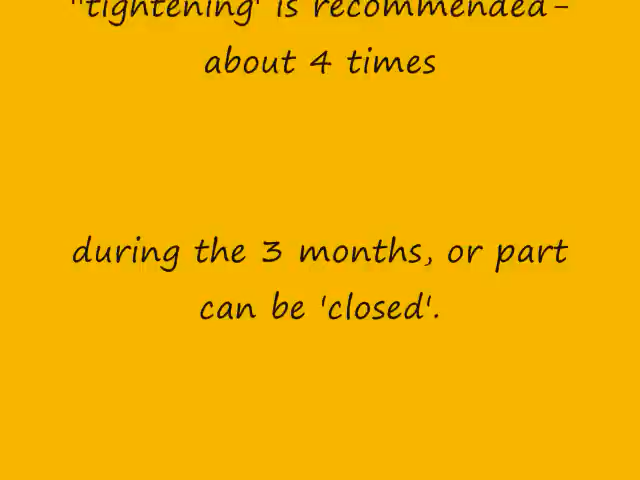 "tightening' is recommended-
about 4 times
during the 3 months, or part
can be 'closed'.